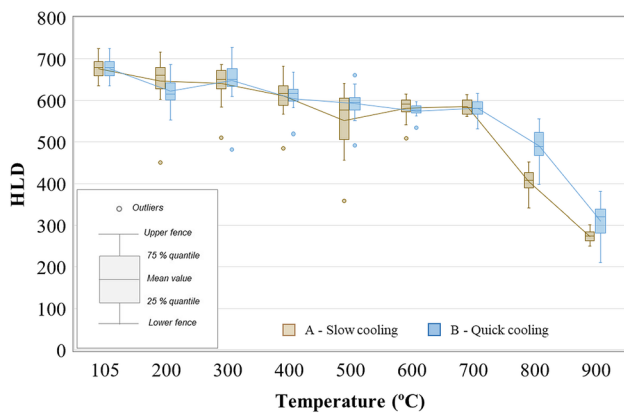 800
700
600
500
400
300
200
100
0
HLD
Outliers
Upper fence
75 % quantile
Mean value
25 % quantile
Lower fence
A - Slow cooling
B - Quick cooling
105 200 300 400 500 600 700 800 900
Temperature (ºC)